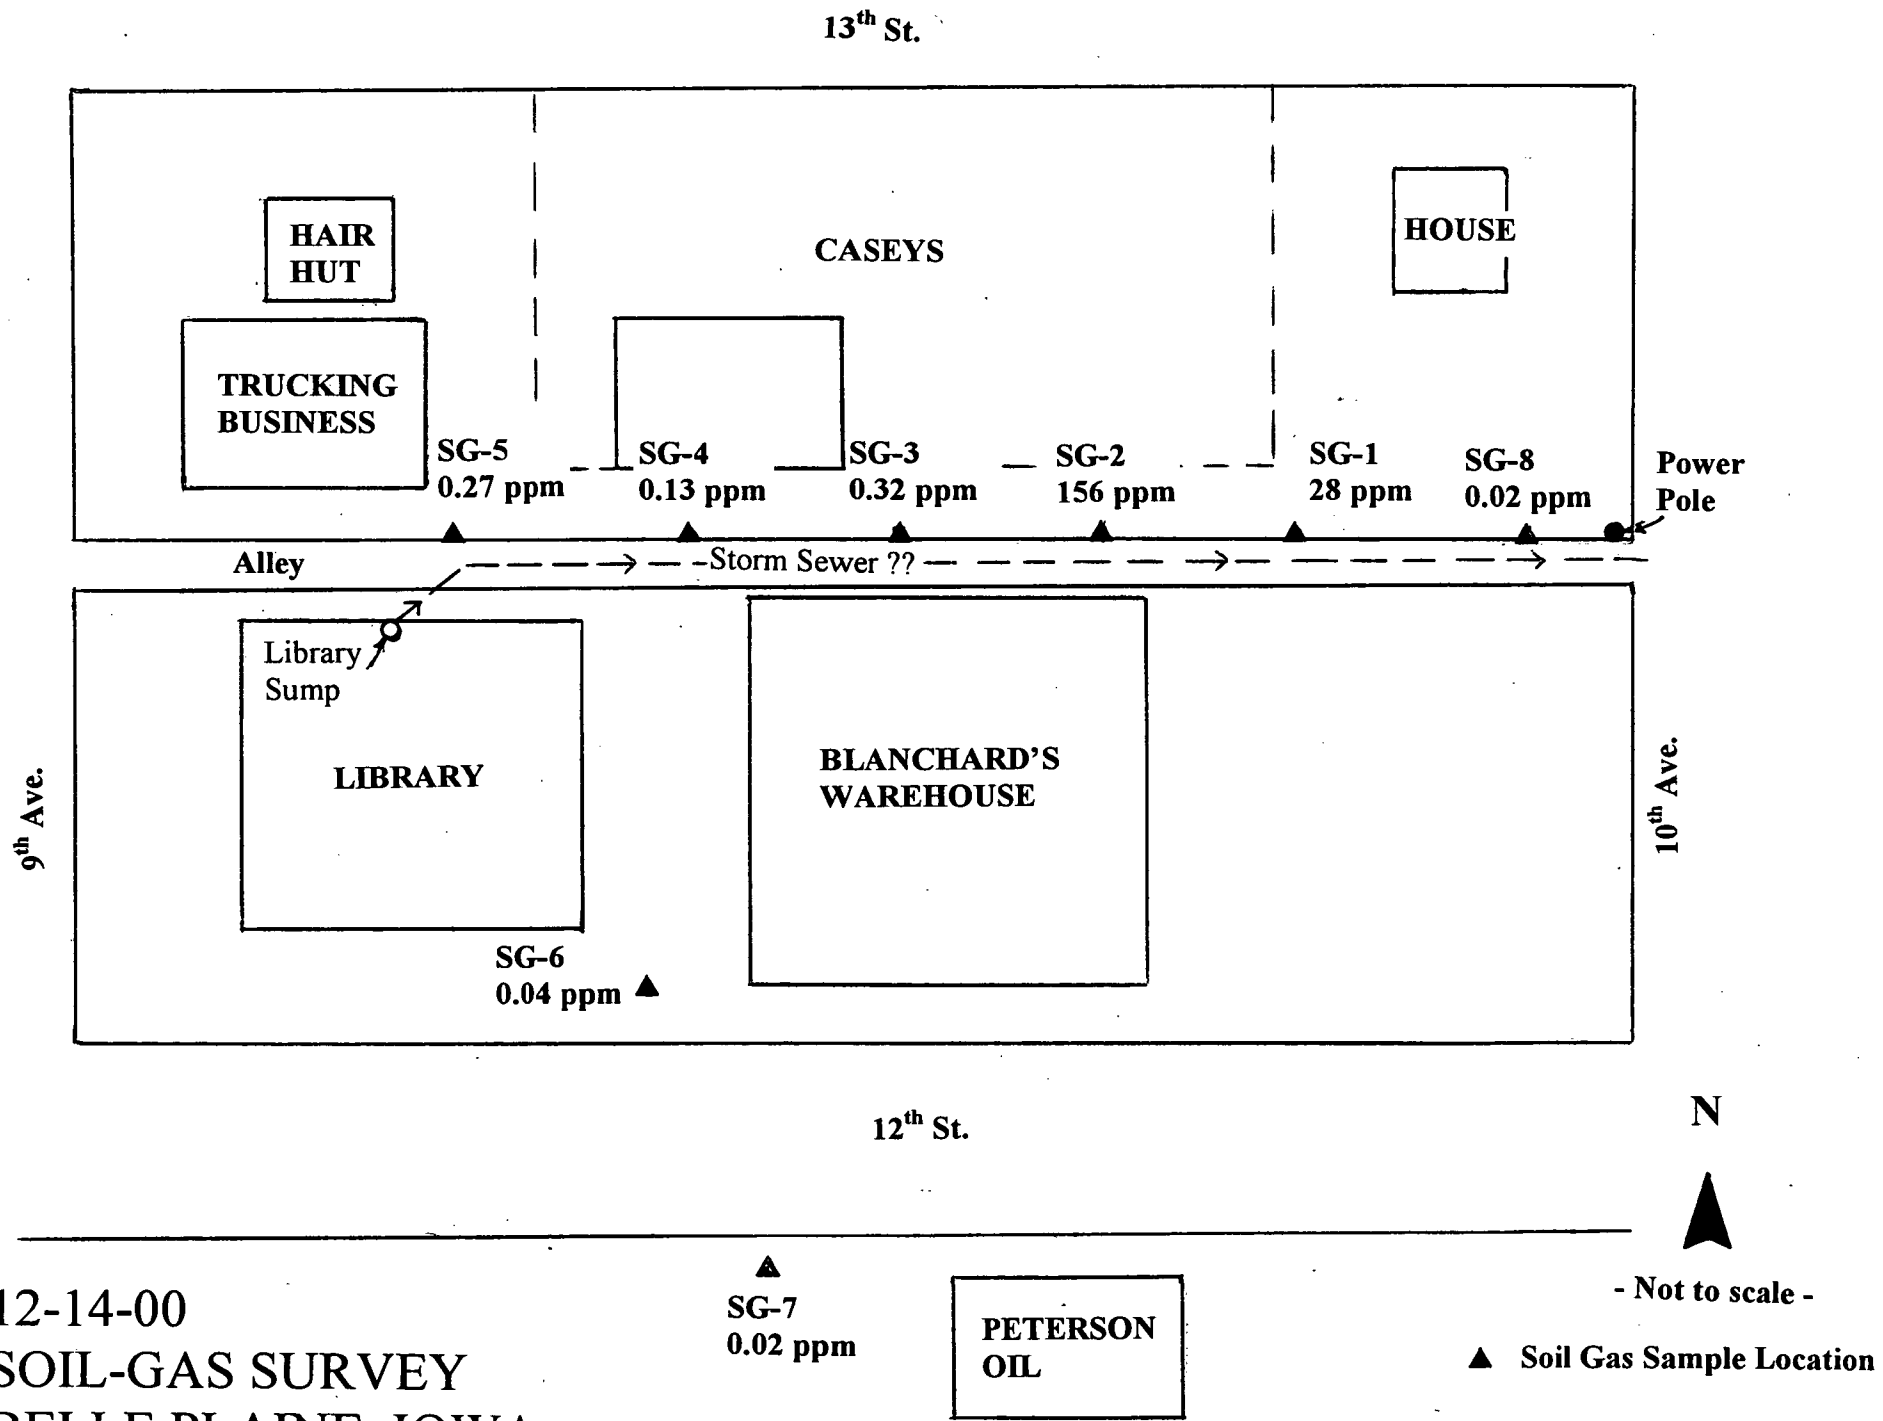 13th St.
HAIR
HUT
CASEYS
HOUSE
TRUCKING
BUSINESS
SG-5
0.27 ppm
SG-4
0.13 ppm
SG-3
0.32 ppm
SG-2
156 ppm
SG-1
28 ppm
SG-8
0.02 ppm
Power
Pole
Alley
Storm Sewer ??
Library
Sump
LIBRARY
BLANCHARD'S
WAREHOUSE
9th Ave.
10th Ave.
SG-6
0.04 ppm
12th St.
N
- Not to scale -
SG-7
0.02 ppm
PETERSON
OIL
Soil Gas Sample Location
12-14-00
SOIL-GAS SURVEY
BELLE PLAINE, IOWA